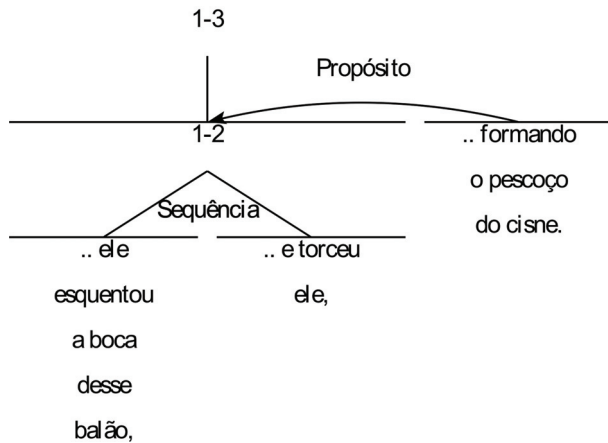 1-3
Propósito
1-2
.. formando
o pescoço
do cisne.
Sequência
.. ele
esquentou
a boca
desse
balão,
.. e torceu
ele,